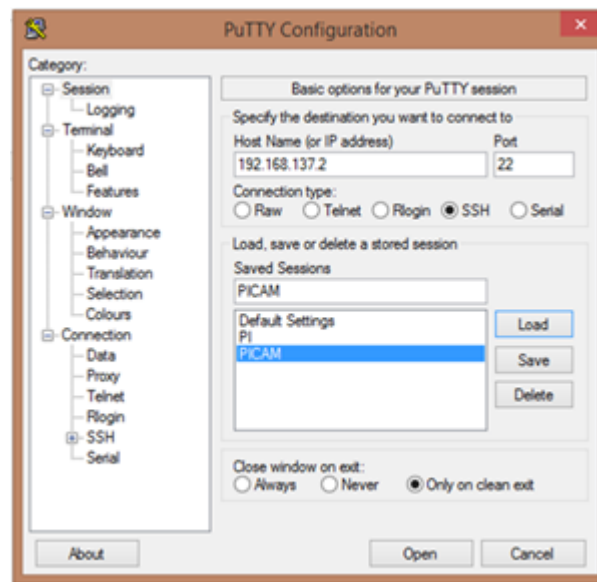 PuTTY Configuration
Category:
Session
Logging
Terminal
Keyboard
Bell
Features
Window
Appearance
Behaviour
Translation
Selection
Colours
Connection
Data
Proxy
Telnet
Rlogin
SSH
Serial
Basic options for your PuTTY session
Specify the destination you want to connect to
Host Name (or IP address) Port
192.168.137.2 22
Connection type:
Raw Telnet Rlogin SSH Serial
Load, save or delete a stored session
Saved Sessions
PICAM
Default Settings
PI
PICAM
Load
Save
Delete
Close window on exit:
Always Never Only on clean exit
About Open Cancel